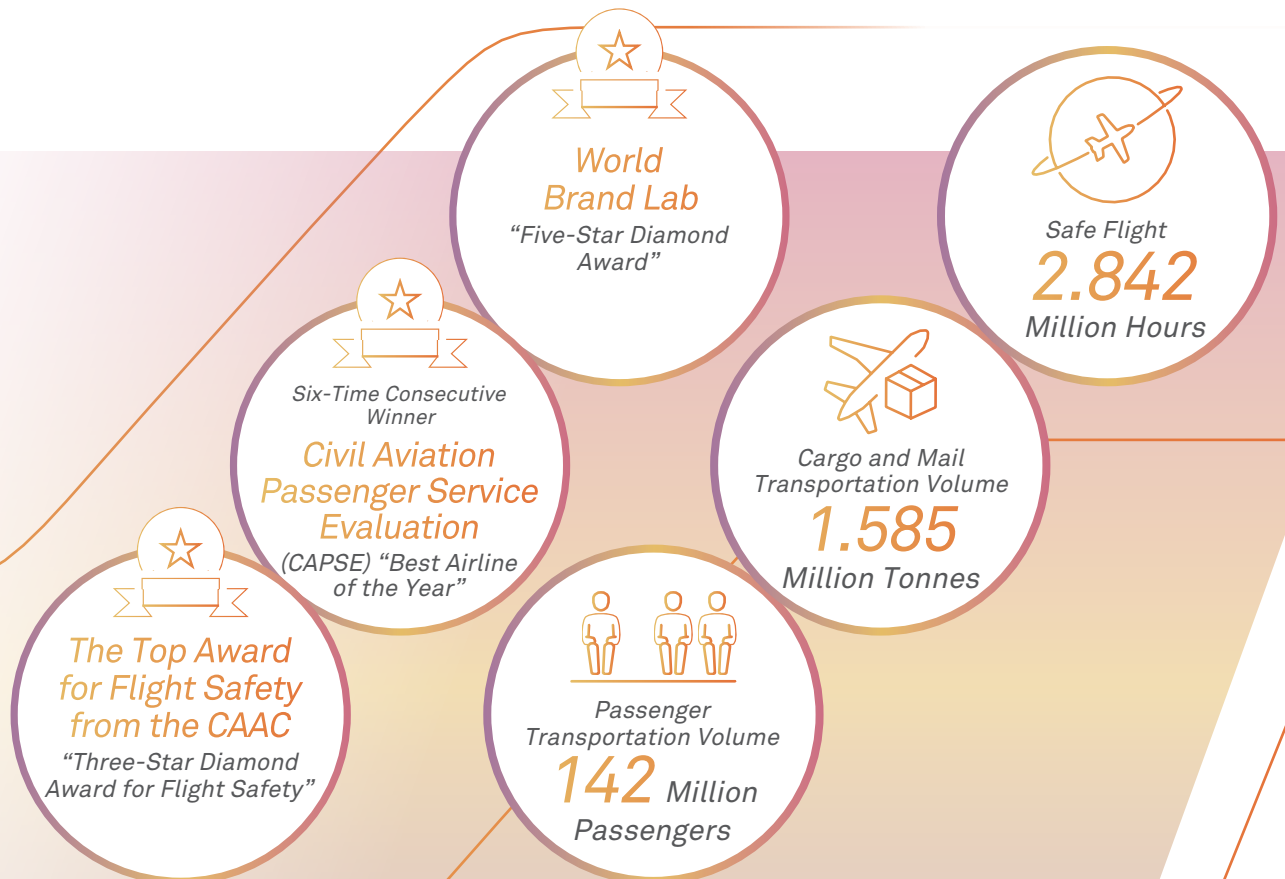 World
Brand Lab
“Five-Star Diamond
Award”
Safe Flight
2.842
Million Hours
Six-Time Consecutive
Winner
Civil Aviation
Passenger Service
Evaluation
(CAPSE) “Best Airline
of the Year”
Cargo and Mail
Transportation Volume
1.585
Million Tonnes
The Top Award
for Flight Safety
from the CAAC
“Three-Star Diamond
Award for Flight Safety”
Passenger
Transportation Volume
142 Million
Passengers